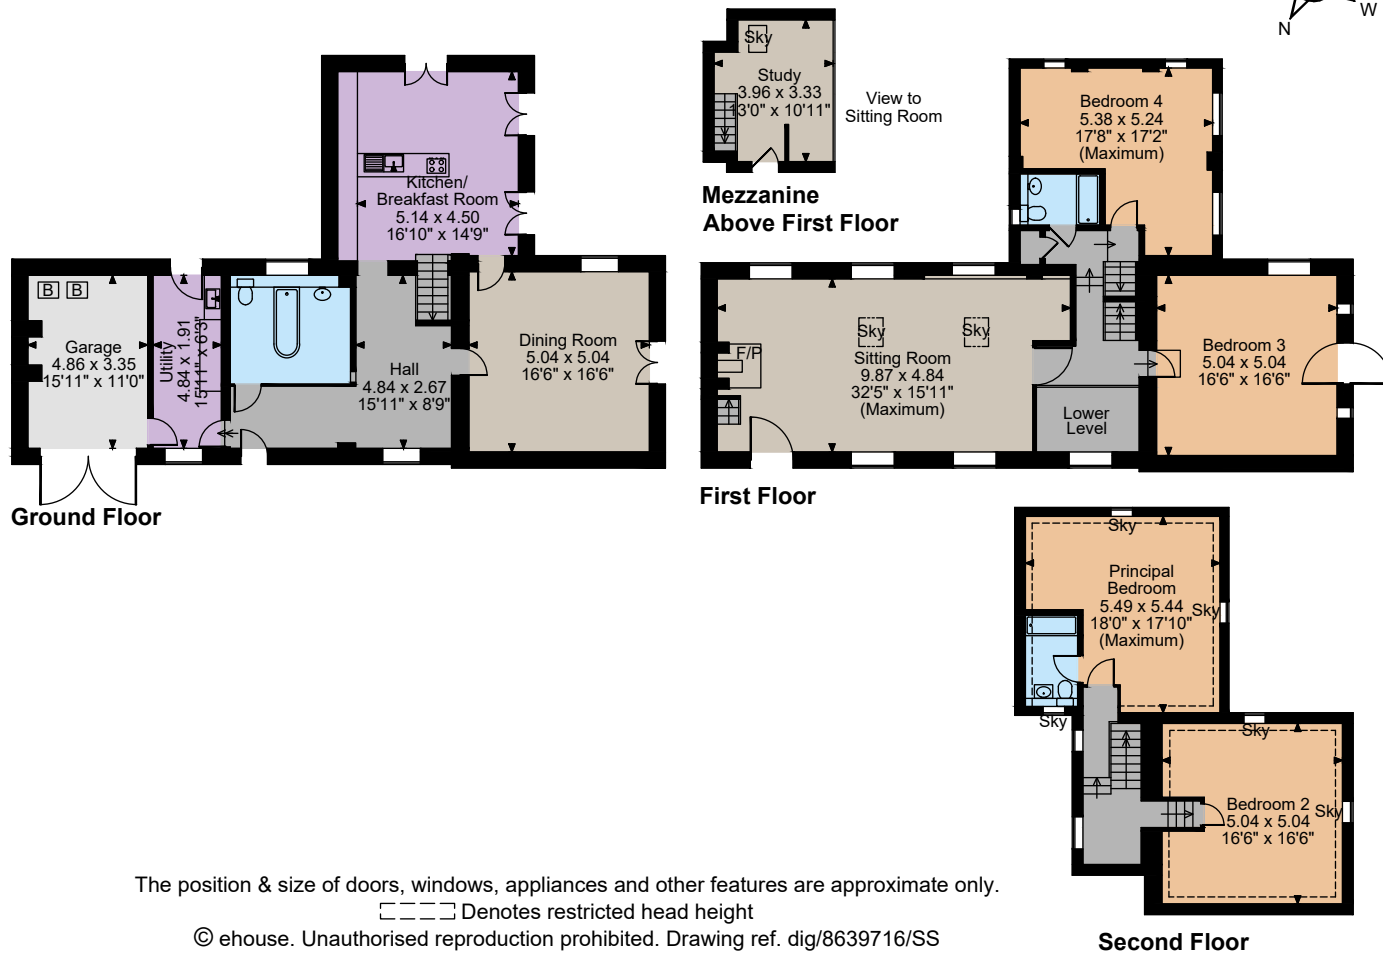 N
W
Sky
Study
3.96 x 3.33
13'0" x 10'11"
View to
Sitting Room
Mezzanine
Above First Floor
Kitchen/
Breakfast Room
5.14 x 4.50
16'10" x 14'9"
B B
Garage
4.86 x 3.35
15'11" x 11'0"
Utility
4.84 x 1.91
15'11" x 6'3"
Hall
4.84 x 2.67
15'11" x 8'9"
Dining Room
5.04 x 5.04
16'6" x 16'6"
Ground Floor
Bedroom 4
5.38 x 5.24
17'8" x 17'2"
(Maximum)
Sky
Sky
F/P
Sitting Room
9.87 x 4.84
32'5" x 15'11"
(Maximum)
Lower
Level
Bedroom 3
5.04 x 5.04
16'6" x 16'6"
First Floor
Sky
Principal
Bedroom
5.49 x 5.44
18'0" x 17'10"
(Maximum)
Sky
Sky
Sky
Bedroom 2
5.04 x 5.04
16'6" x 16'6"
Sky
Second Floor
The position & size of doors, windows, appliances and other features are approximate only.
Denotes restricted head height
© ehouse. Unauthorised reproduction prohibited. Drawing ref. dig/8639716/SS